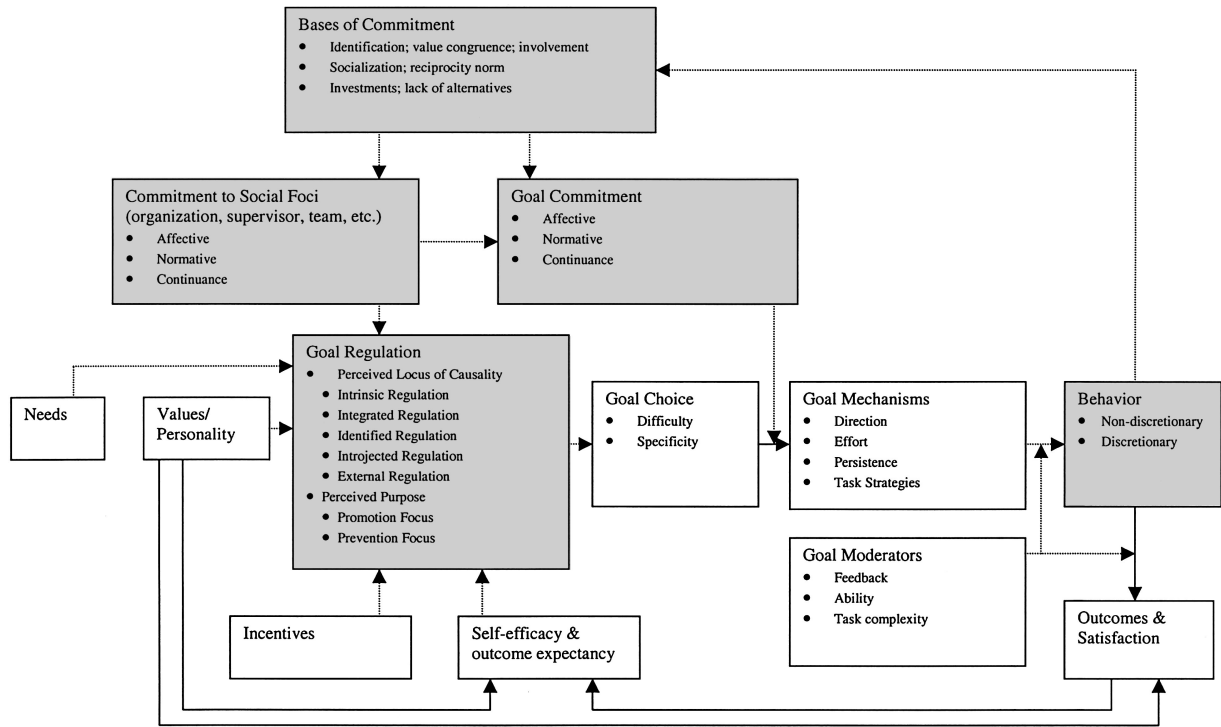 Bases of Commitment
● Identification; value congruence; involvement
● Socialization; reciprocity norm
● Investments; lack of alternatives
Commitment to Social Foci
(organization, supervisor, team, etc.)
● Affective
● Normative
● Continuance
Goal Commitment
● Affective
● Normative
● Continuance
Needs
Values/
Personality
Goal Regulation
● Perceived Locus of Causality
● Intrinsic Regulation
● Integrated Regulation
● Identified Regulation
● Introjected Regulation
● External Regulation
● Perceived Purpose
● Promotion Focus
● Prevention Focus
Goal Choice
● Difficulty
● Specificity
Goal Mechanisms
● Direction
● Effort
● Persistence
● Task Strategies
Behavior
● Non-discretionary
● Discretionary
Goal Moderators
● Feedback
● Ability
● Task complexity
Incentives
Self-efficacy &
outcome expectancy
Outcomes &
Satisfaction